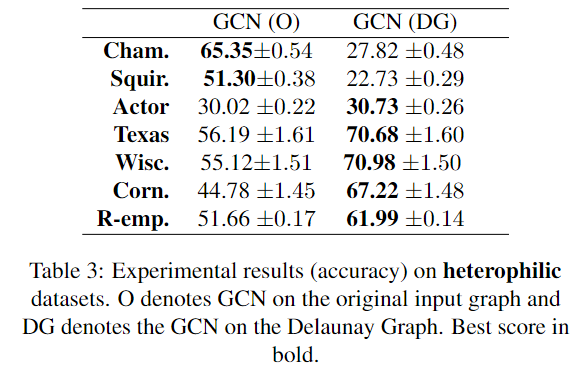 GCN (O) GCN (DG)
Cham. 65.35±0.54 27.82 ±0.48
Squir. 51.30±0.38 22.73 ±0.29
Actor 30.02 ±0.22 30.73 ±0.26
Texas 56.19 ±1.61 70.68 ±1.60
Wisc. 55.12±1.51 70.98 ±1.50
Corn. 44.78 ±1.45 67.22 ±1.48
R-emp. 51.66 ±0.17 61.99 ±0.14
Table 3: Experimental results (accuracy) on heterophilic
datasets. O denotes GCN on the original input graph and
DG denotes the GCN on the Delaunay Graph. Best score in
bold.